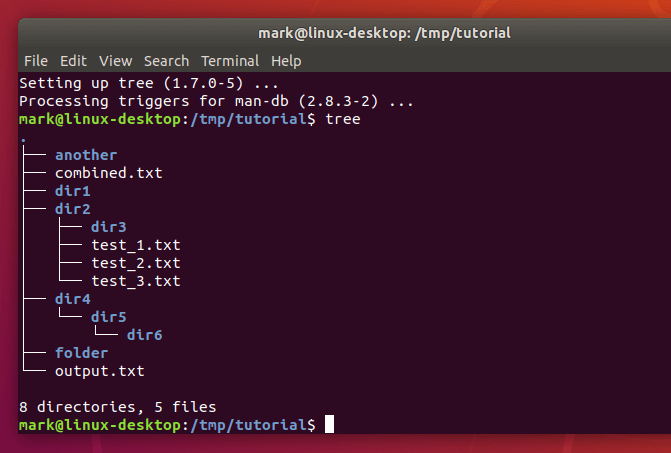 mark@linux-desktop: /tmp/tutorial
File Edit View Search Terminal Help
Setting up tree (1.7.0-5) ...
Processing triggers for man-db (2.8.3-2) ...
mark@linux-desktop:/tmp/tutorial$ tree
.
├── another
├── combined.txt
├── dir1
├── dir2
│   ├── dir3
│   ├── test_1.txt
│   ├── test_2.txt
│   └── test_3.txt
├── dir4
│   └── dir5
│       └── dir6
├── folder
└── output.txt
8 directories, 5 files
mark@linux-desktop:/tmp/tutorial$